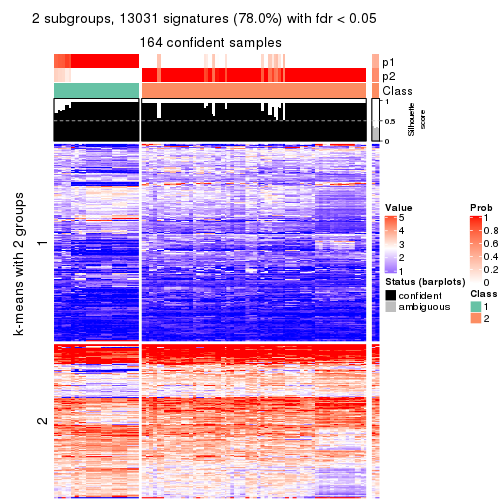 2 subgroups, 13031 signatures (78.0%) with fdr < 0.05
164 confident samples
p1
p2
Class
1
0.5
0
Silhouette
score
k-means with 2 groups
1
2
Value
5
4
3
2
1
Status (barplots)
confident
ambiguous
Prob
1
0.8
0.6
0.4
0.2
0
Class
1
2